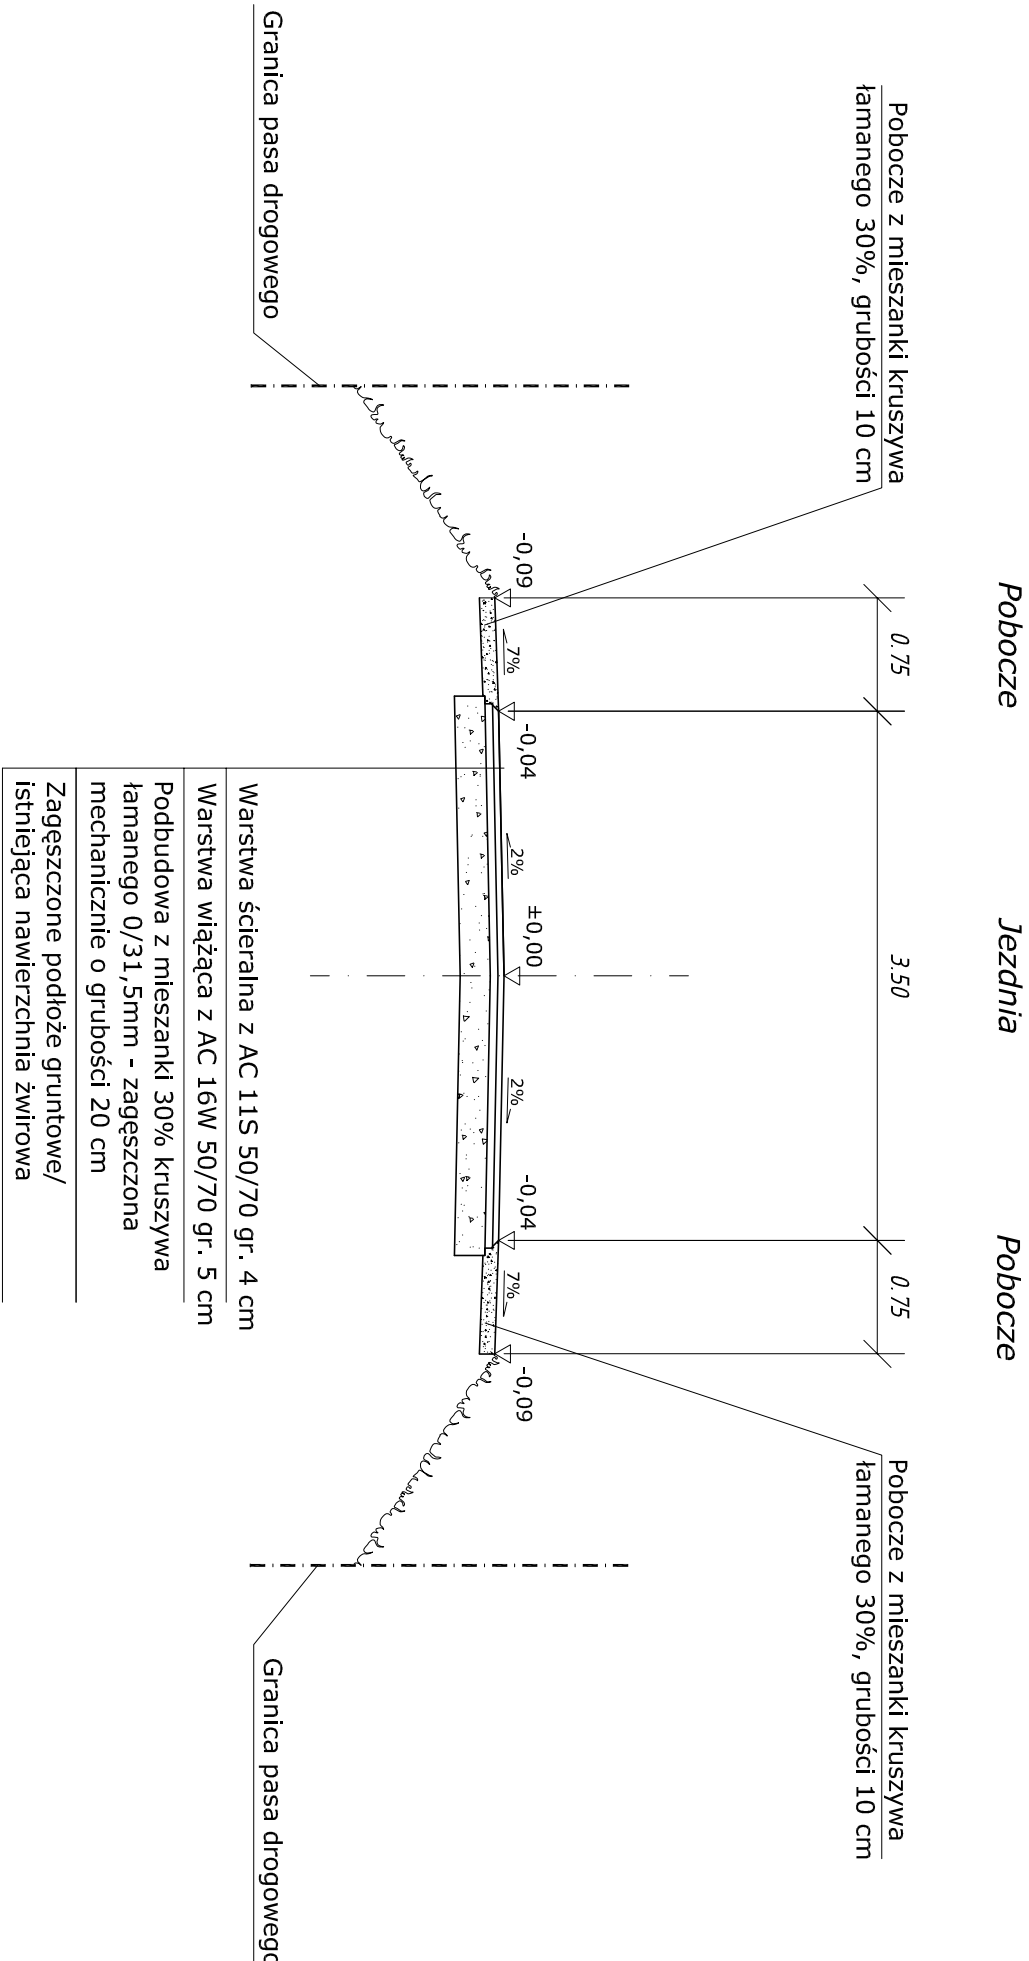 Pobocze
Jezdnia
Pobocze
Pobocze z mieszanki kruszywa
łamanego 30%, grubości 10 cm
Pobocze z mieszanki kruszywa
łamanego 30%, grubości 10 cm
0.75
3.50
0.75
-0,09
-0,04
±0,00
-0,04
-0,09
7%
2%
2%
7%
Granica pasa drogowego
Granica pasa drogowego
Warstwa ścieralna z AC 11S 50/70 gr. 4 cm
Warstwa wiążąca z AC 16W 50/70 gr. 5 cm
Podbudowa z mieszanki 30% kruszywa
łamanego 0/31,5mm - zagęszczona
mechanicznie o grubości 20 cm
Zagęszczone podłoże gruntowe/
istniejąca nawierzchnia żwirowa